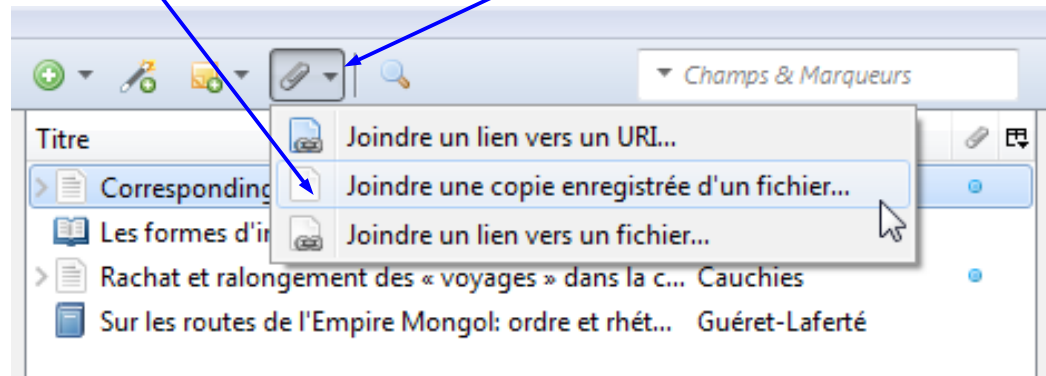 Champs & Marqueurs
Titre
Joindre un lien vers un URI...
Corresponding
Joindre une copie enregistrée d'un fichier...
Les formes d'in
Joindre un lien vers un fichier...
Rachat et ralongement des « voyages » dans la c... Cauchies
Sur les routes de l'Empire Mongol: ordre et rhét... Guéret-Laferté